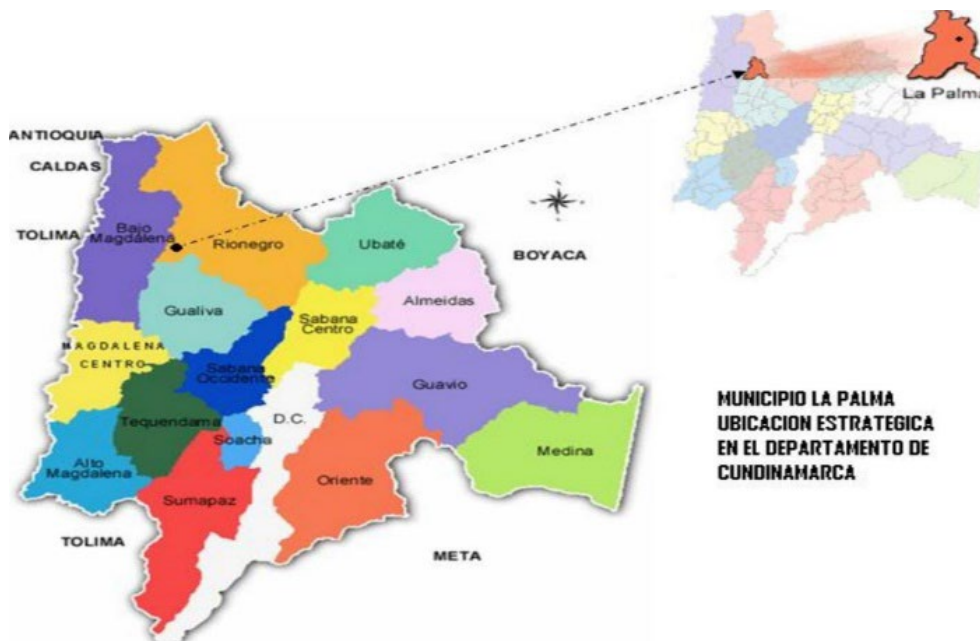 La Palma
ANTIOQUIA
CALDAS
TOLIMA
Bajo
Magdalena
Rionegro
Ubaté
BOYACA
Gualiva
Almeidas
Sabana
Centro
MAGDALENA
CENTRO
Sabana
Occidente
Guavio
Tequendama
D.C.
Soacha
Medina
Alto
Magdalena
Oriente
Sumapaz
TOLIMA
META
MUNICIPIO LA PALMA
UBICACION ESTRATEGICA
EN EL DEPARTAMENTO DE
CUNDINAMARCA